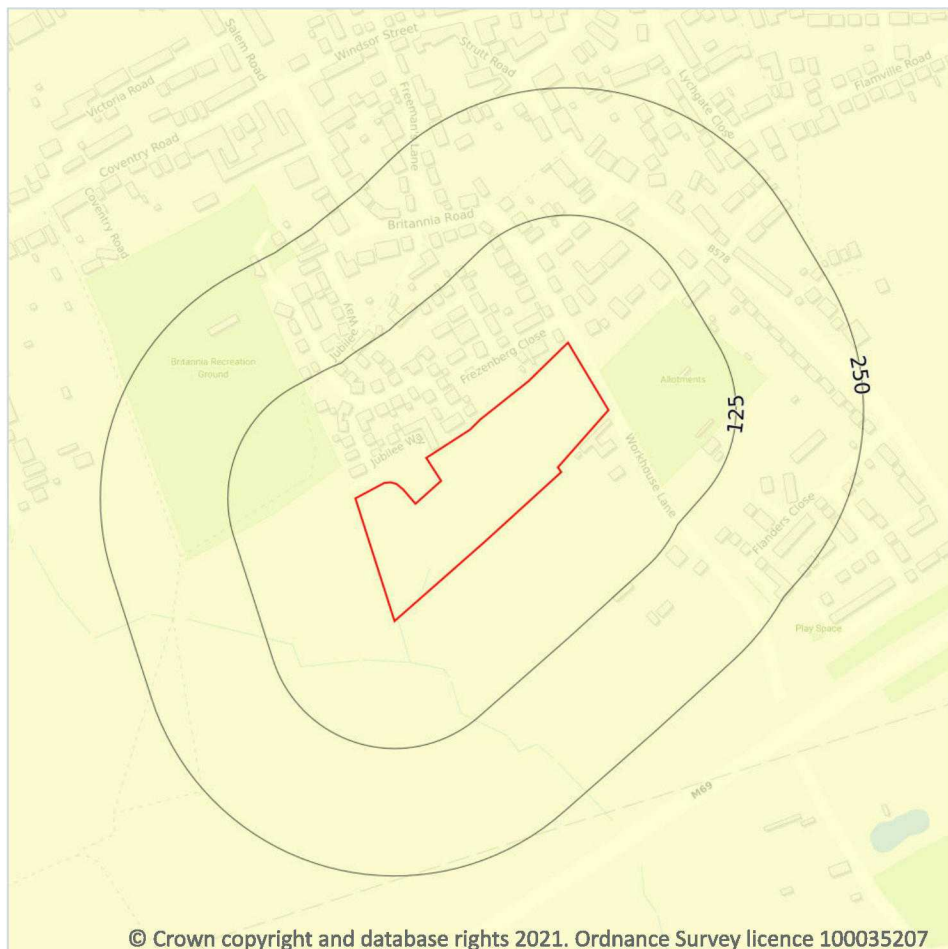 Salem Road
Windsor Street
Strutt Road
Victoria Road
Freeman's Lane
Lychgate Close
Flamville Road
Coventry Road
Coventry Road
Britannia Road
B578
Jubilee Way
Britannia Recreation
Ground
Frezenberg Close
Allotments
125
250
Jubilee Wa
Workhouse Lane
Flanders Close
Play Space
M69
© Crown copyright and database rights 2021. Ordnance Survey licence 100035207